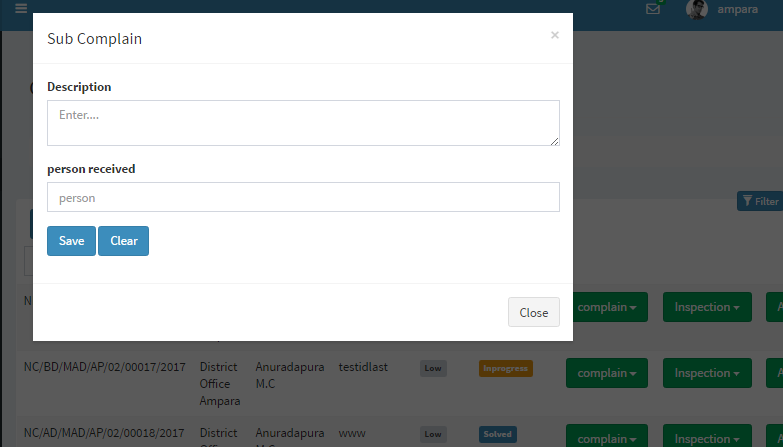 ampara
Sub Complain
×
Description
Enter....
person received
person
Save Clear
Filter
Close
complain Inspection A
N
NC/BD/MAD/AP/02/00017/2017 District Office Ampara Anuradapura M.C testidlast Low Inprogress complain Inspection A
NC/AD/MAD/AP/02/00018/2017 District Anuradapura www Low Solved complain Inspection A